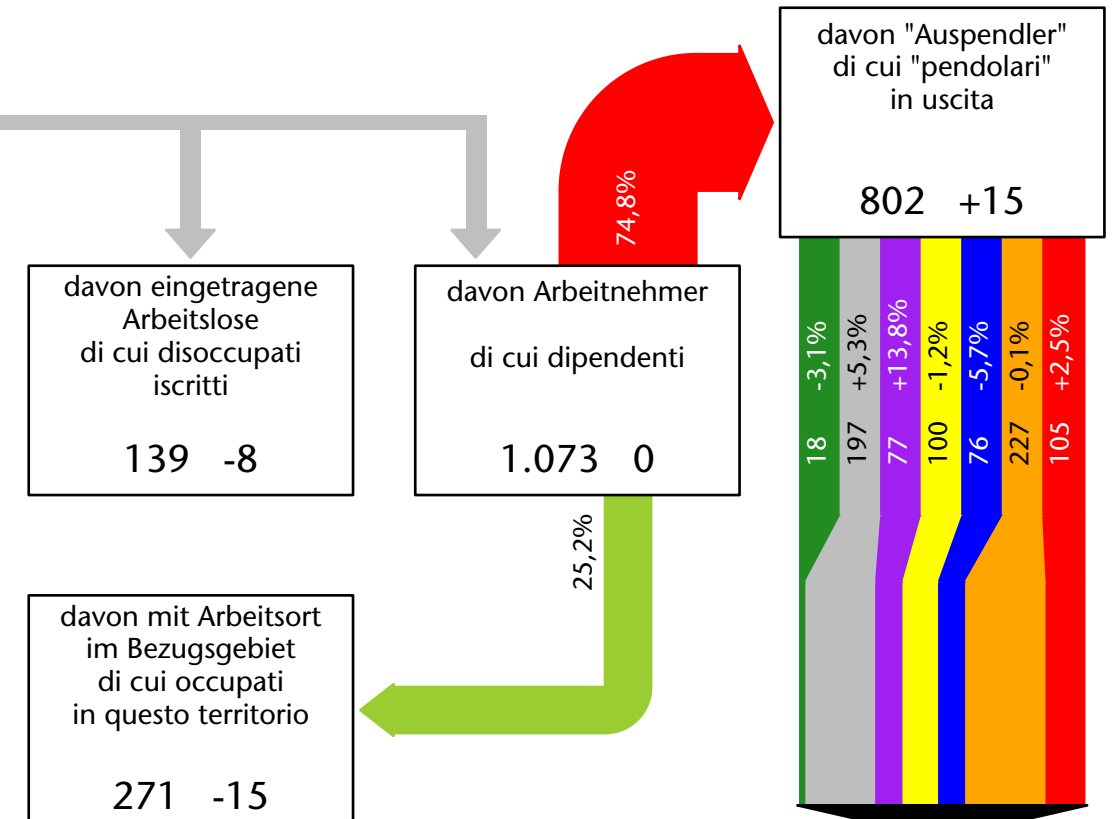 davon "Auspendler"
di cui "pendolari"
in uscita
802 +15
74,8%
davon eingetragene
Arbeitslose
di cui disoccupati
iscritti
139 -8
davon Arbeitnehmer
di cui dipendenti
1.073 0
18 -3,1%
197 +5,3%
77 +13,8%
100 -1,2%
76 -5,7%
227 -0,1%
105 +2,5%
25,2%
davon mit Arbeitsort
im Bezugsgebiet
di cui occupati
in questo territorio
271 -15